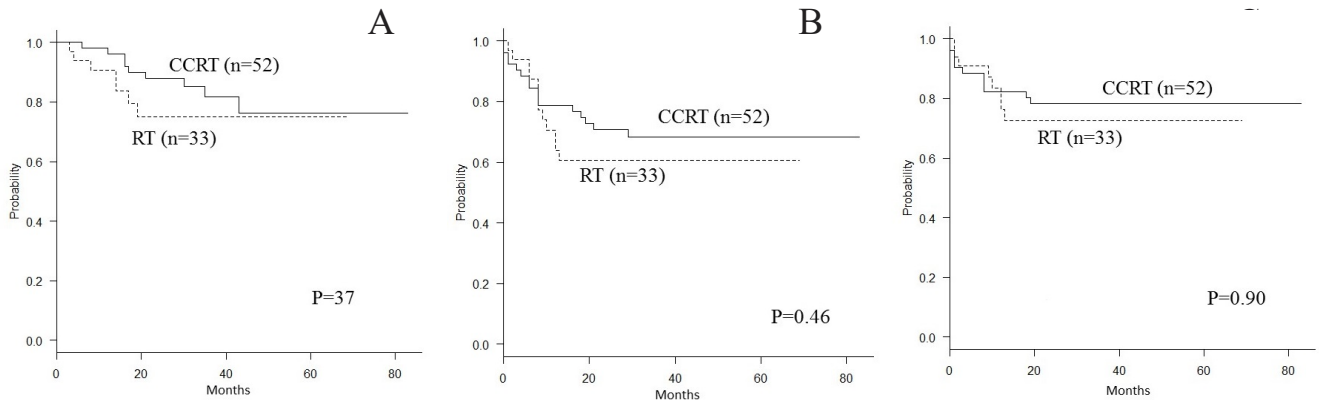 A
1.0
0.8
0.6
0.4
0.2
0.0
Probability
CCRT (n=52)
RT (n=33)
P=37
0 20 40 60 80
Months
B
1.0
0.8
0.6
0.4
0.2
0.0
Probability
CCRT (n=52)
RT (n=33)
P=0.46
0 20 40 60 80
Months
1.0
0.8
0.6
0.4
0.2
0.0
Probability
CCRT (n=52)
RT (n=33)
P=0.90
0 20 40 60 80
Months